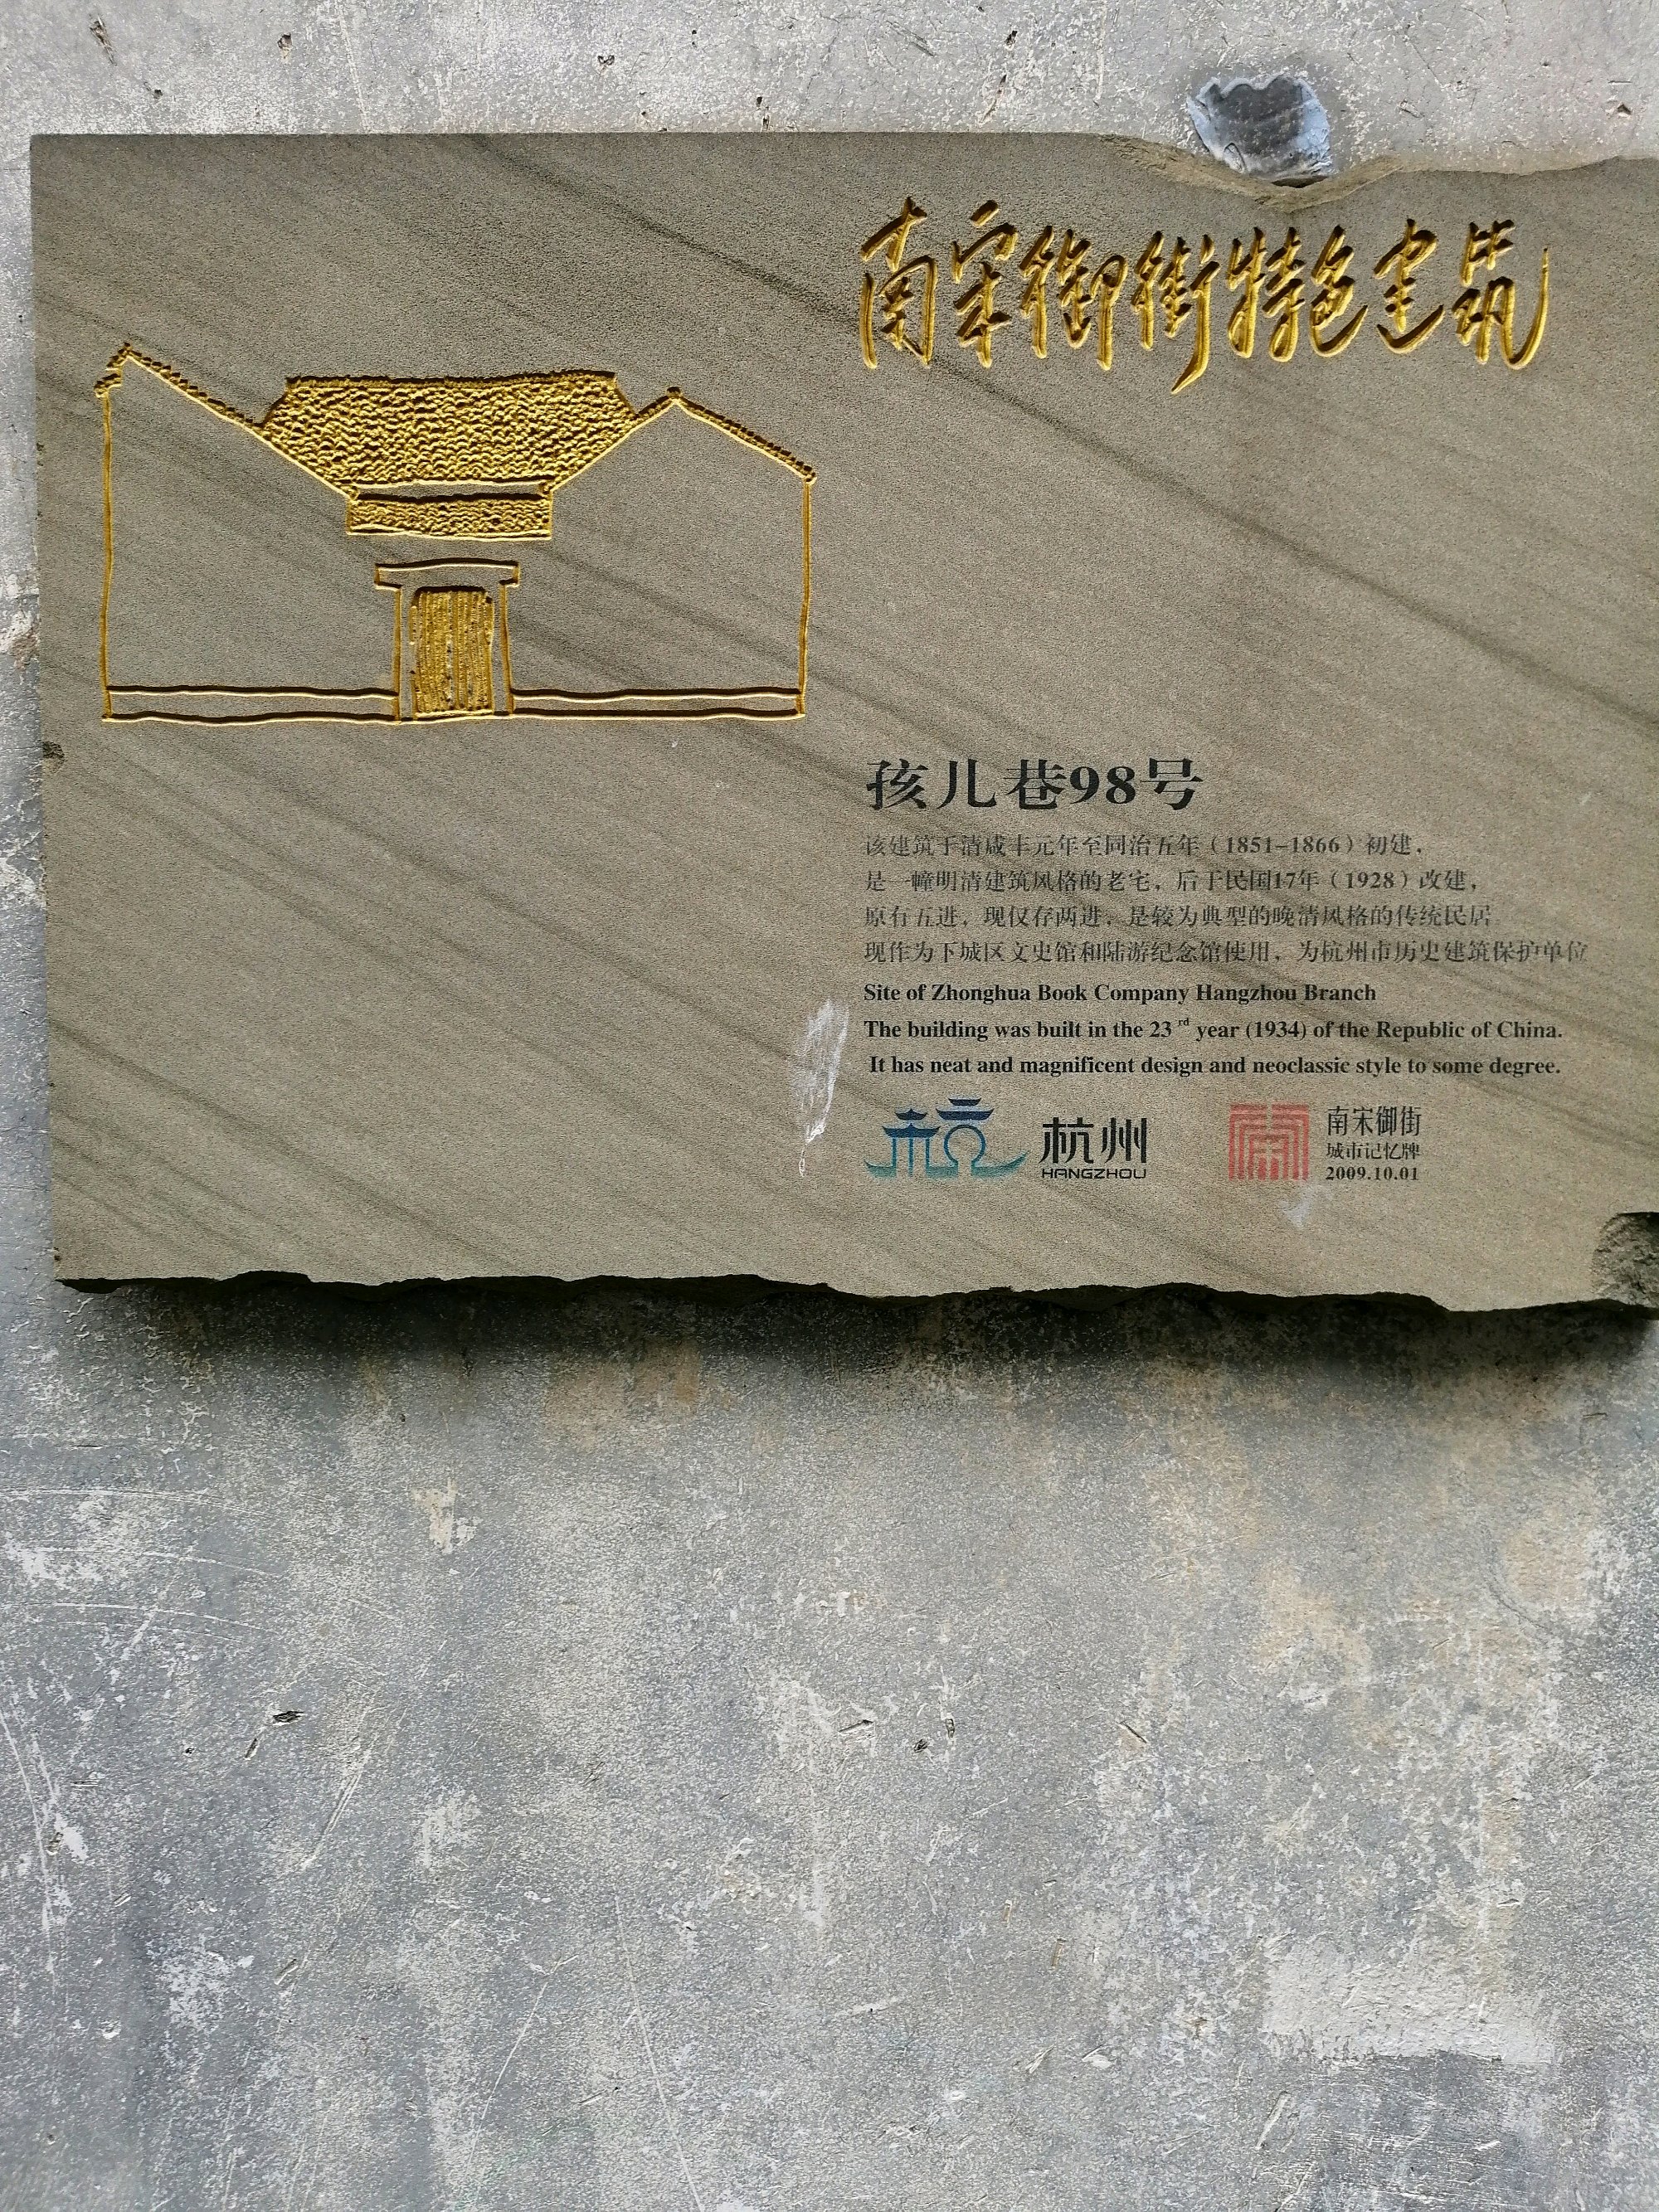 南宋御街特色建筑
孩儿巷98号
该建筑于清咸丰元年至同治五年（1851-1866）初建，
是一幢明清建筑风格的老宅，后于民国17年（1928）改建，
原有五进，现仅存两进，是较为典型的晚清风格的传统民居
现作为下城区文史馆和陆游纪念馆使用，为杭州市历史建筑保护单位
Site of Zhonghua Book Company Hangzhou Branch
The building was built in the 23 rd year (1934) of the Republic of China.
It has neat and magnificent design and neoclassic style to some degree.
杭州
HANGZHOU
南宋御街
城市记忆牌
2009.10.01